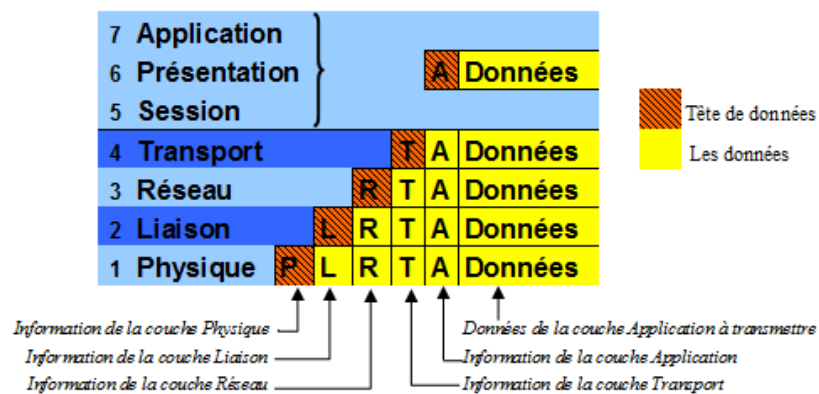 7 Application
6 Présentation A Données
5 Session
Tête de données
4 Transport T A Données
Les données
3 Réseau R T A Données
2 Liaison L R T A Données
1 Physique P L R T A Données
Information de la couche Physique
Données de la couche Application à transmettre
Information de la couche Liaison
Information de la couche Application
Information de la couche Réseau
Information de la couche Transport